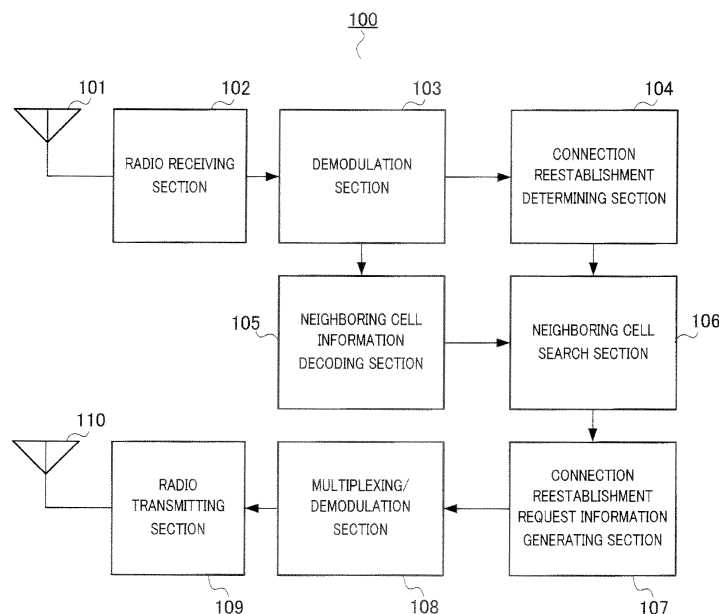 100
101
102
103
104
RADIO RECEIVING
SECTION
DEMODULATION
SECTION
CONNECTION
REESTABLISHMENT
DETERMINING SECTION
105
NEIGHBORING CELL
INFORMATION
DECODING SECTION
NEIGHBORING CELL
SEARCH SECTION
106
110
RADIO
TRANSMITTING
SECTION
MULTIPLEXING/
DEMODULATION
SECTION
CONNECTION
REESTABLISHMENT
REQUEST INFORMATION
GENERATING SECTION
109
108
107